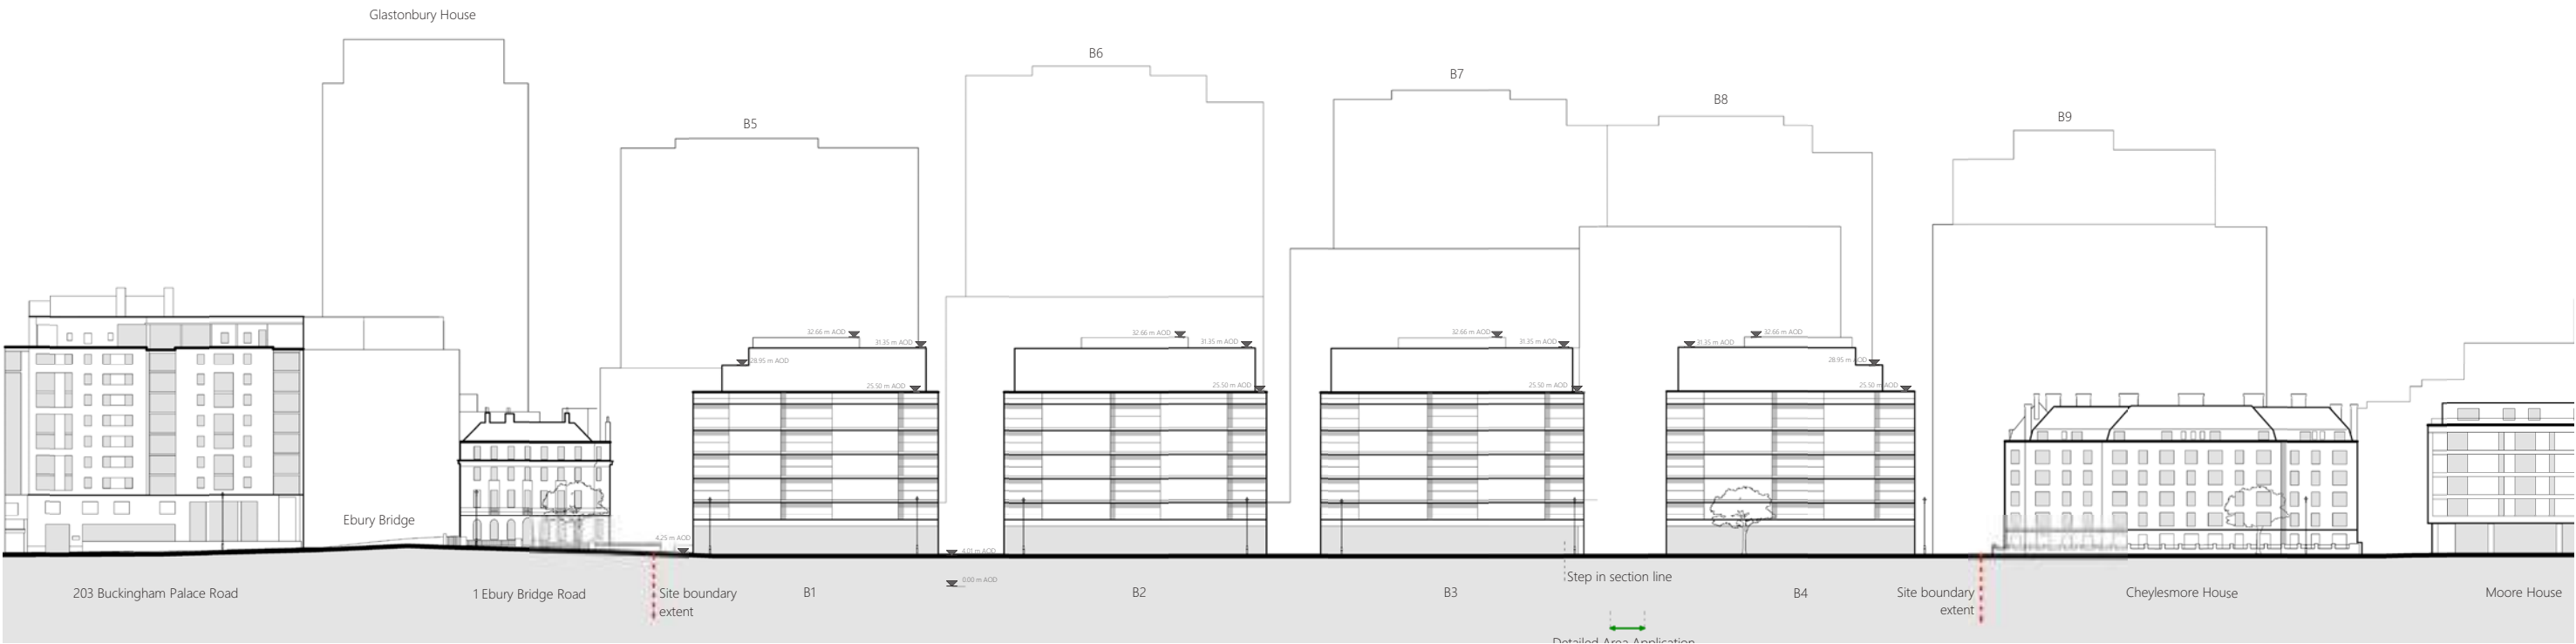 Glastonbury House
B6
B7
B8
B9
B5
32.66 m AOD
31.35 m AOD
28.95 m AOD
25.50 m AOD
32.66 m AOD
31.35 m AOD
25.50 m AOD
32.66 m AOD
31.35 m AOD
25.50 m AOD
32.66 m AOD
31.35 m AOD
28.95 m AOD
25.50 m AOD
Ebury Bridge
4.25 m AOD
4.01 m AOD
0.00 m AOD
Step in section line
203 Buckingham Palace Road
1 Ebury Bridge Road
Site boundary
extent
B1
B2
B3
B4
Site boundary
extent
Cheylesmore House
Moore House
Detailed Area Application